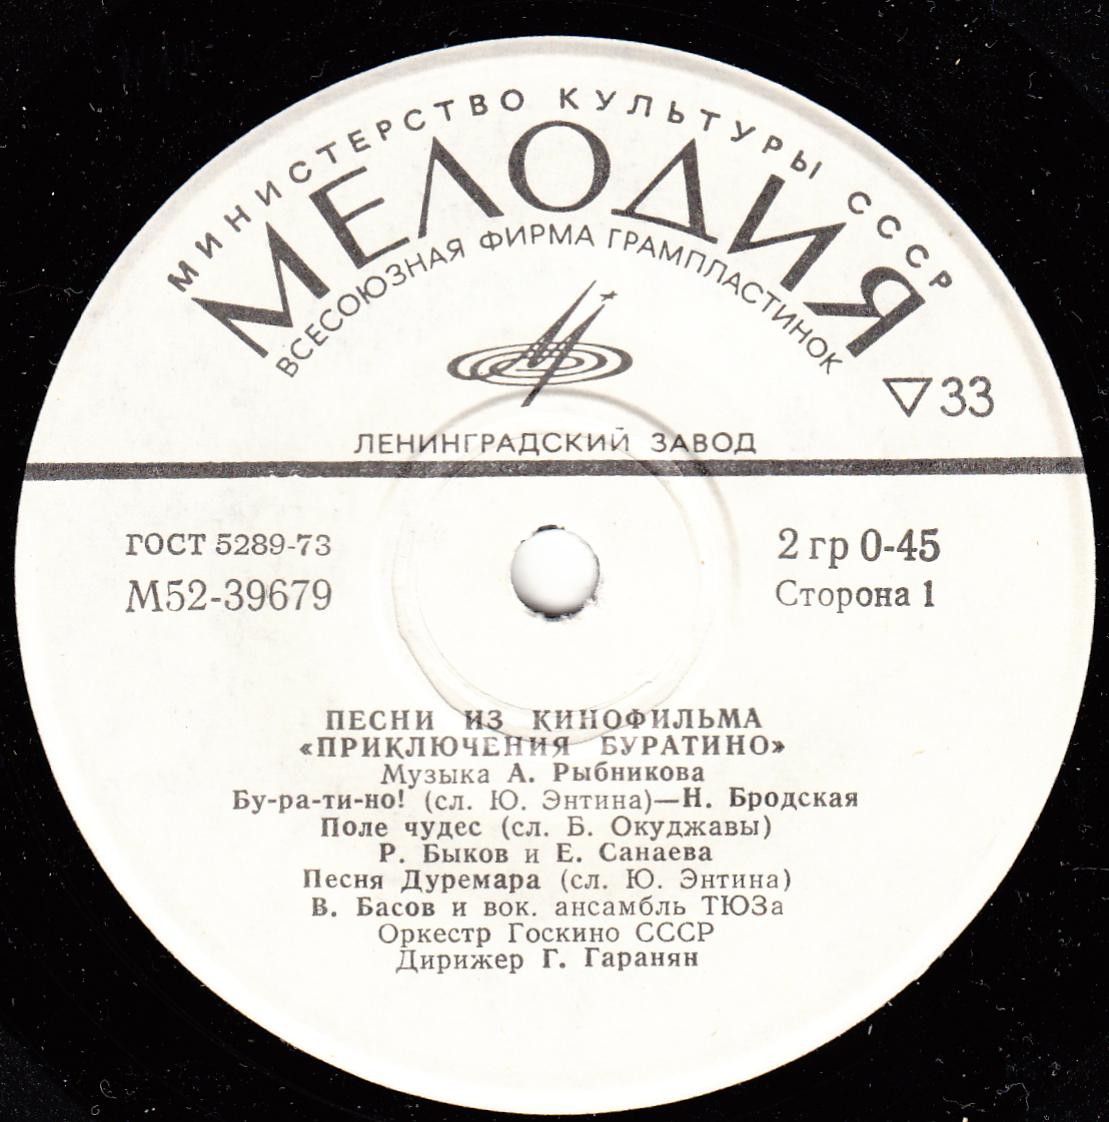 МИНИСТЕРСТВО КУЛЬТУРЫ СССР
МЕЛОДИЯ
ВСЕСОЮЗНАЯ ФИРМА ГРАМПЛАСТИНОК
33
ЛЕНИНГРАДСКИЙ ЗАВОД
ГОСТ 5289-73
2 гр 0-45
М52-39679
Сторона 1
ПЕСНИ ИЗ КИНОФИЛЬМА
«ПРИКЛЮЧЕНИЯ БУРАТИНО»
Музыка А. Рыбникова
Бу-ра-ти-но! (сл. Ю. Энтина)—Н. Бродская
Поле чудес (сл. Б. Окуджавы)
Р. Быков и Е. Санаева
Песня Дуремара (сл. Ю. Энтина)
В. Басов и вок. ансамбль ТЮЗа
Оркестр Госкино СССР
Дирижер Г. Гаранян